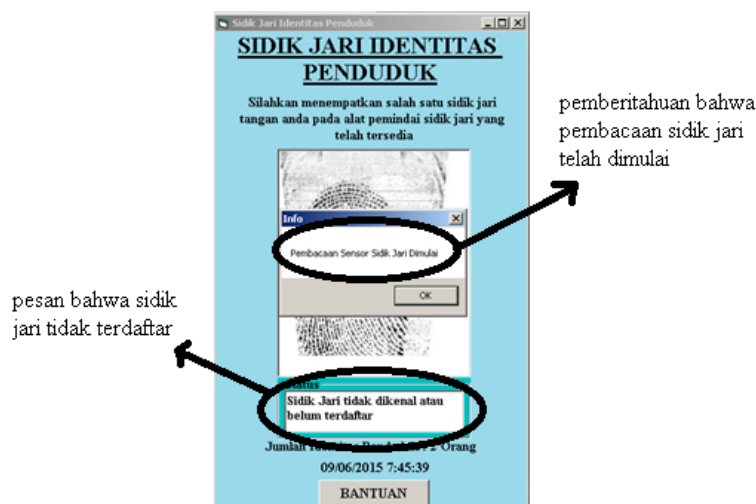 Sidik Jari Identitas Penduduk
SIDIK JARI IDENTITAS
PENDUDUK
Silahkan menempatkan salah satu sidik jari
tangan anda pada alat pemindai sidik jari yang
telah tersedia
pemberitahuan bahwa
pembacaan sidik jari
telah dimulai
Info
Pembacaan Sensor Sidik Jari Dimulai
OK
pesan bahwa sidik
jari tidak terdaftar
Status
Sidik Jari tidak dikenal atau
belum terdaftar
Jumlah Orang
09/06/2015 7:45:39
BANTUAN